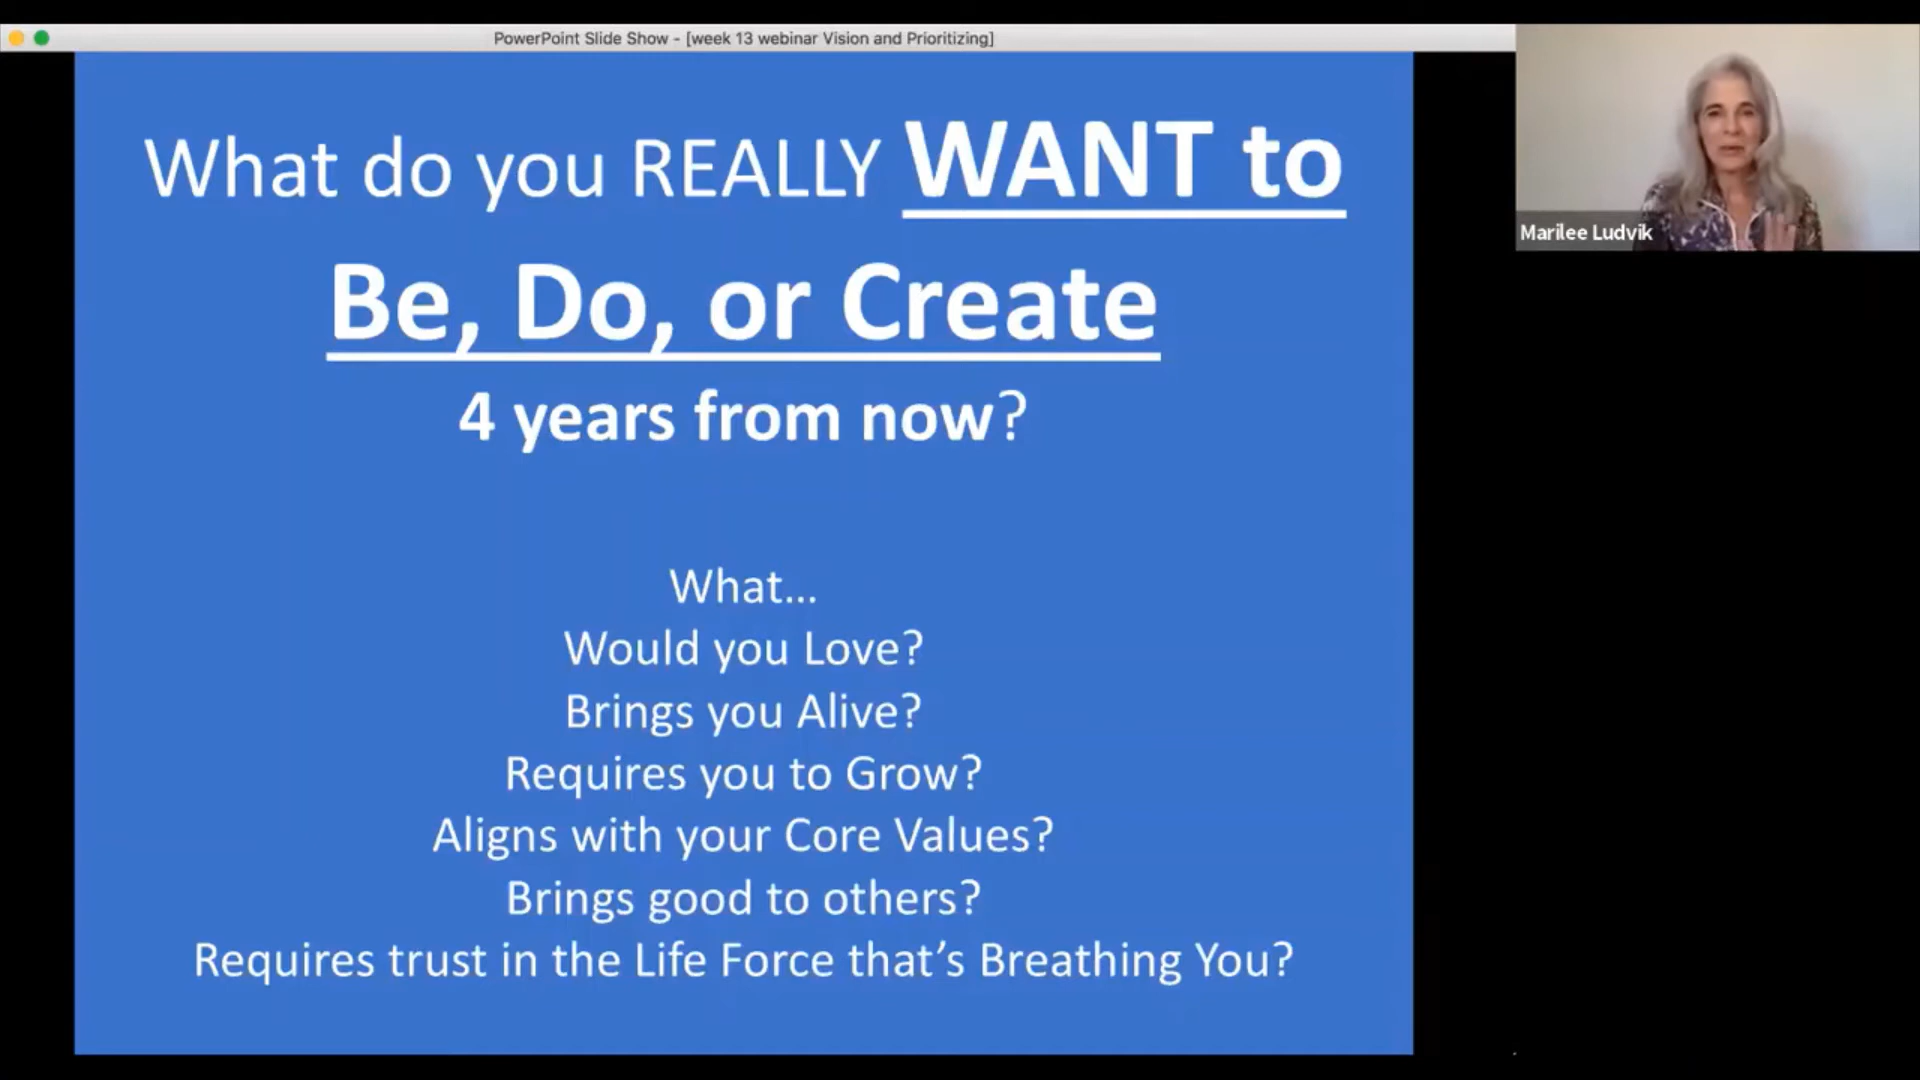 PowerPoint Slide Show - [week 13 webinar Vision and Prioritizing]
What do you REALLY WANT to
Be, Do, or Create
4 years from now?
What...
Would you Love?
Brings you Alive?
Requires you to Grow?
Aligns with your Core Values?
Brings good to others?
Requires trust in the Life Force that's Breathing You?
Marilee Ludvik